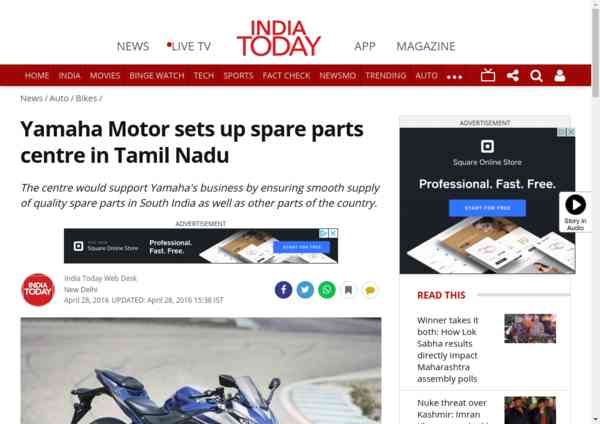 NEWS
LIVE TV
INDIA
TODAY
APP
MAGAZINE
HOME INDIA MOVIES BINGE WATCH TECH SPORTS FACT CHECK NEWSMO TRENDING AUTO
News / Auto / Bikes /
Yamaha Motor sets up spare parts
centre in Tamil Nadu
The centre would support Yamaha's business by ensuring smooth supply
of quality spare parts in South India as well as other parts of the country.
ADVERTISEMENT
Square Online Store
Professional.
Fast. Free.
START FOR FREE
INDIA
TODAY
India Today Web Desk
New Delhi
April 28, 2016 UPDATED: April 28, 2016 15:38 IST
ADVERTISEMENT
Square Online Store
Professional. Fast. Free.
START FOR FREE
Story in
Audio
READ THIS
Winner takes it
both: How Lok
Sabha results
directly impact
Maharashtra
assembly polls
Nuke threat over
Kashmir: Imran